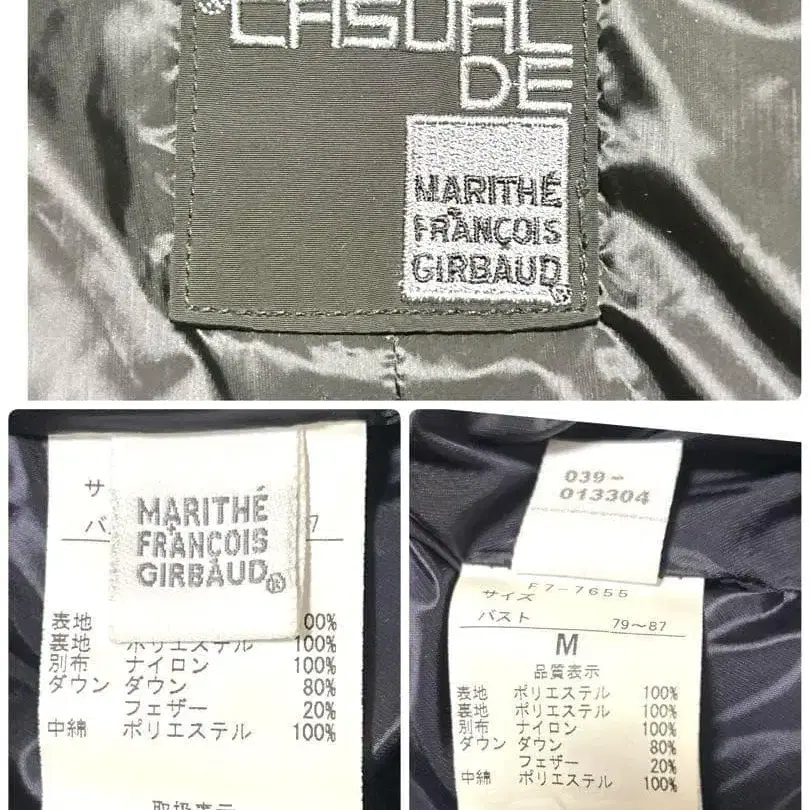 CASUAL
DE
MARITHÉ
+
FRANÇOIS
GIRBAUD®
サ
バ 7
MARITHÉ
+
FRANÇOIS
GIRBAUD®
表地 00%
裏地 ポリエステル 100%
別布 ナイロン 100%
ダウン ダウン 80%
フェザー 20%
中綿 ポリエステル 100%
取扱表示
039-
013304
F7-7655
サイズ
バスト 79~87
M
品質表示
表地 ポリエステル 100%
裏地 ポリエステル 100%
別布 ナイロン 100%
ダウン ダウン 80%
フェザー 20%
中綿 ポリエステル 100%